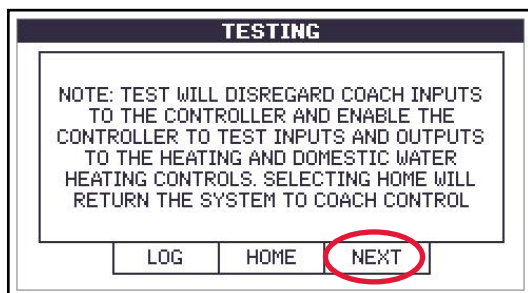 TESTING
NOTE: TEST WILL DISREGARD COACH INPUTS
TO THE CONTROLLER AND ENABLE THE
CONTROLLER TO TEST INPUTS AND OUTPUTS
TO THE HEATING AND DOMESTIC WATER
HEATING CONTROLS. SELECTING HOME WILL
RETURN THE SYSTEM TO COACH CONTROL
LOG HOME NEXT